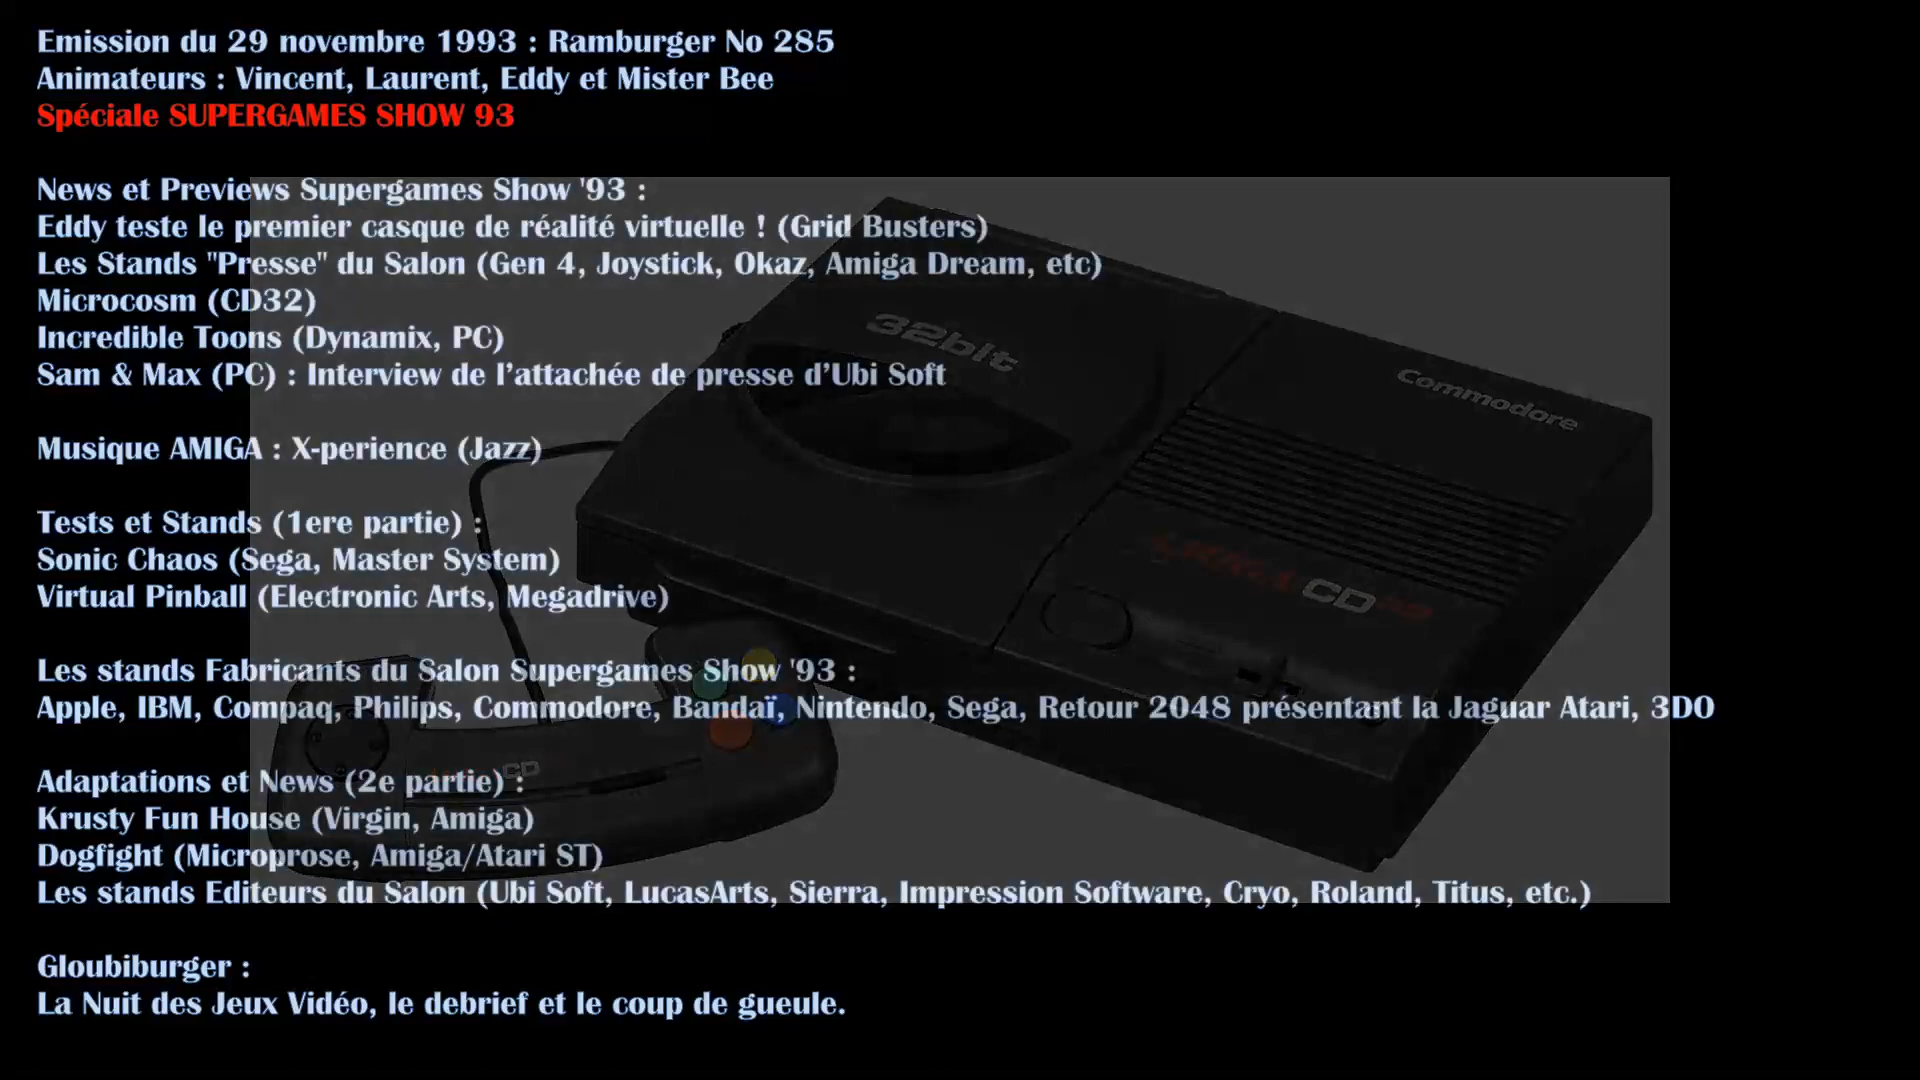 Emission du 29 novembre 1993 : Ramburger No 285
Animateurs : Vincent, Laurent, Eddy et Mister Bee
Spéciale SUPERGAMES SHOW 93
News et Previews Supergames Show '93 :
Eddy teste le premier casque de réalité virtuelle ! (Grid Busters)
Les Stands "Presse" du Salon (Gen 4, Joystick, Okaz, Amiga Dream, etc)
Microcosm (CD32)
Incredible Toons (Dynamix, PC)
Sam & Max (PC) : Interview de l’attachée de presse d’Ubi Soft
Musique AMIGA : X-perience (Jazz)
Tests et Stands (1ere partie) :
Sonic Chaos (Sega, Master System)
Virtual Pinball (Electronic Arts, Megadrive)
Les stands Fabricants du Salon Supergames Show '93 :
Apple, IBM, Compaq, Philips, Commodore, Bandaï, Nintendo, Sega, Retour 2048 présentant la Jaguar Atari, 3DO
Adaptations et News (2e partie) :
Krusty Fun House (Virgin, Amiga)
Dogfight (Microprose, Amiga/Atari ST)
Les stands Editeurs du Salon (Ubi Soft, LucasArts, Sierra, Impression Software, Cryo, Roland, Titus, etc.)
Gloubiburger :
La Nuit des Jeux Vidéo, le debrief et le coup de gueule.
32bit
Commodore
AMIGA CD
CD